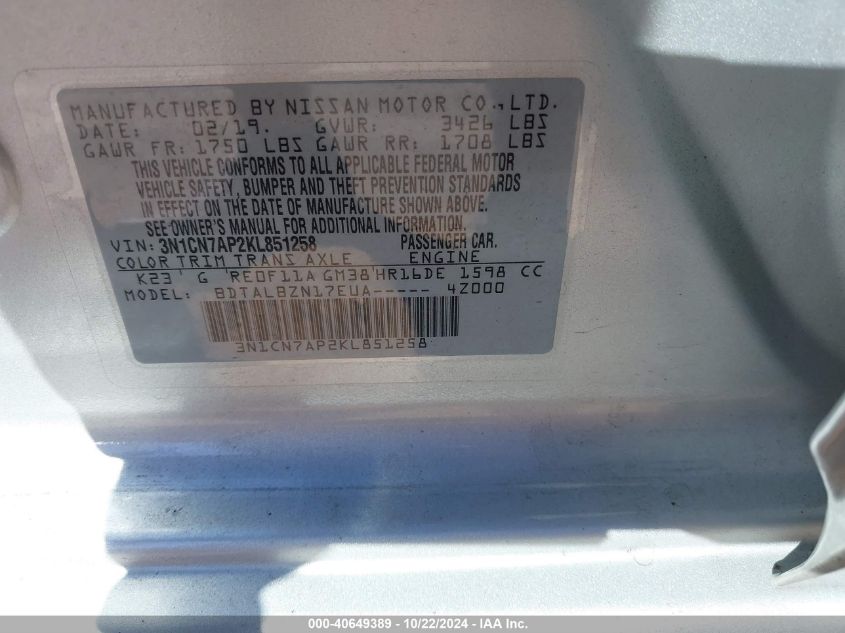 MANUFACTURED BY NISSAN MOTOR CO., LTD.
DATE: 02/19. GVWR: 3426 LBS
GAWR FR: 1750 LBS GAWR RR: 1708 LBS
THIS VEHICLE CONFORMS TO ALL APPLICABLE FEDERAL MOTOR
VEHICLE SAFETY, BUMPER AND THEFT PREVENTION STANDARDS
IN EFFECT ON THE DATE OF MANUFACTURE SHOWN ABOVE.
SEE OWNER'S MANUAL FOR ADDITIONAL INFORMATION.
VIN: 3N1CN7AP2KL851258 PASSENGER CAR.
COLOR TRIM TRANS AXLE ENGINE
K23 ' G 'RE0F11A GM38'HR16DE 1598 CC
MODEL: BDTALBZN17EUA----- 4Z000
3N1CN7AP2KL851258
000-40649389 - 10/22/2024 - IAA Inc.